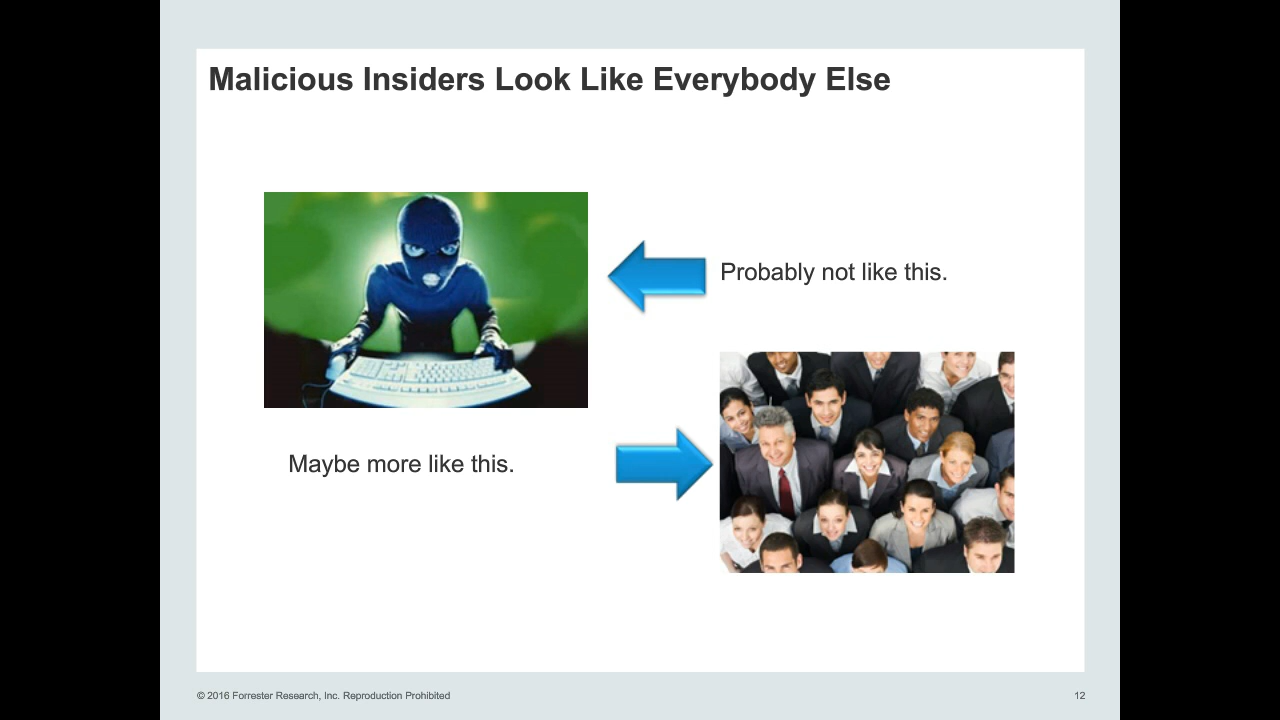 Malicious Insiders Look Like Everybody Else
Probably not like this.
Maybe more like this.
© 2016 Forrester Research, Inc. Reproduction Prohibited
12